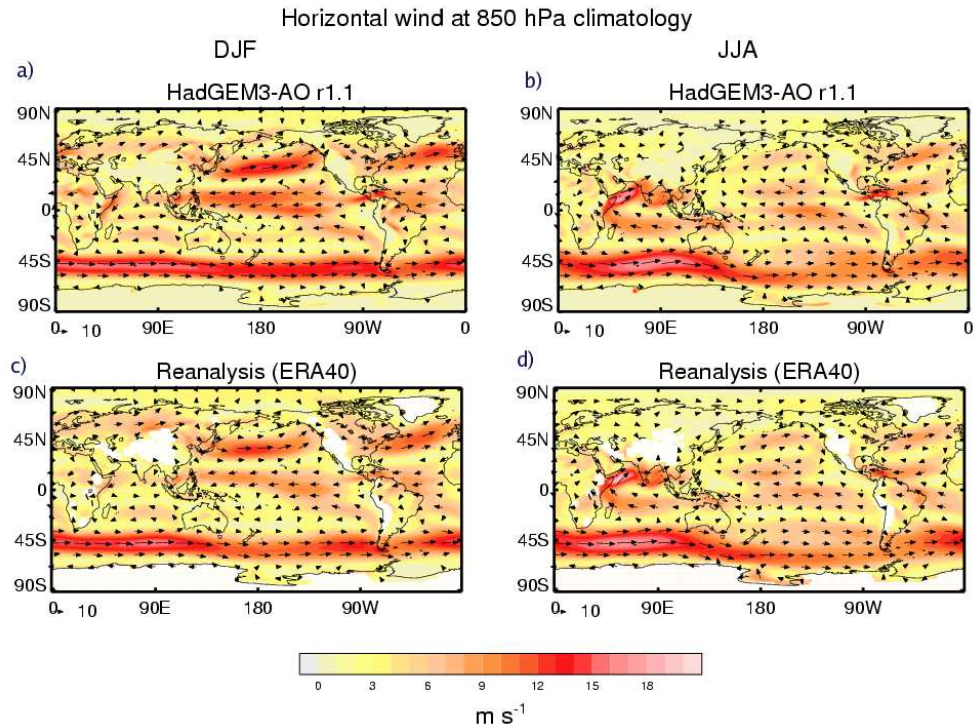 Horizontal wind at 850 hPa climatology
DJF
JJA
a)
b)
HadGEM3-AO r1.1
HadGEM3-AO r1.1
90N
45N
0
45S
90S
0
10
90E
180
90W
0
90N
45N
0
45S
90S
0
10
90E
180
90W
0
c)
d)
Reanalysis (ERA40)
Reanalysis (ERA40)
90N
45N
0
45S
90S
0
10
90E
180
90W
90N
45N
0
45S
90S
0
10
90E
180
90W
0 3 6 9 12 15 18
m s⁻¹